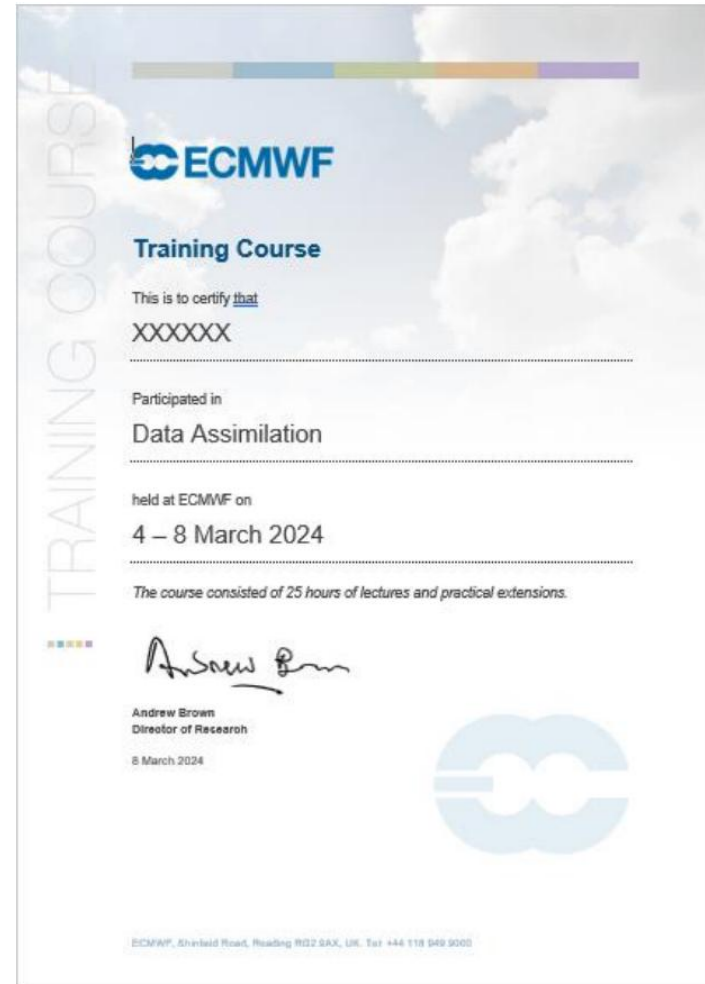 TRAINING COURSE
ECMWF
Training Course
This is to certify that
XXXXXX
Participated in
Data Assimilation
held at ECMWF on
4 – 8 March 2024
The course consisted of 25 hours of lectures and practical extensions.
Andrew Brown
Andrew Brown
Director of Research
8 March 2024
ECMWF, Shinfield Road, Reading RG2 9AX, UK. Tel +44 118 949 9000